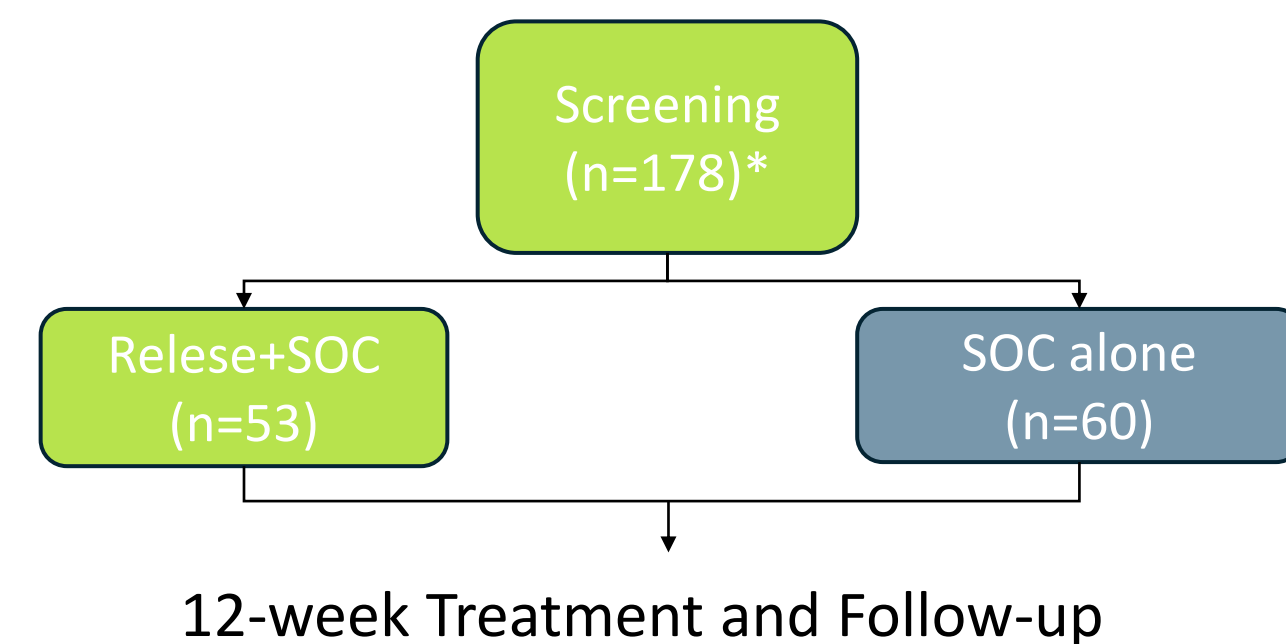 Screening
(n=178)*
Relese+SOC
(n=53)
SOC alone
(n=60)
12-week Treatment and Follow-up